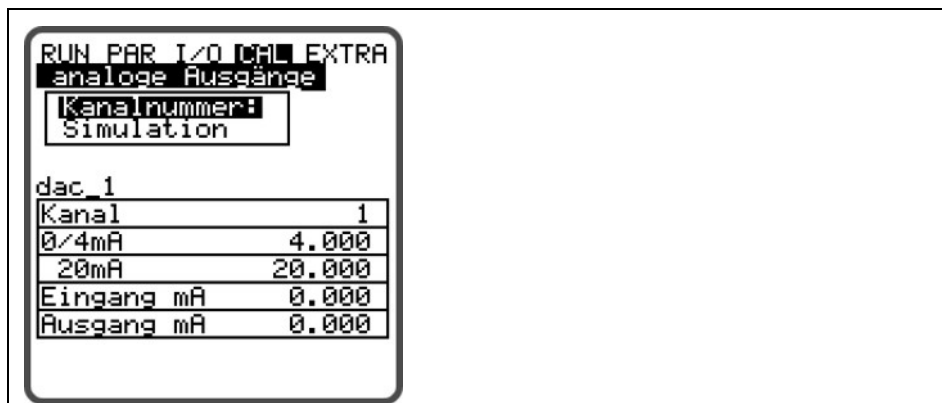 RUN PAR I/O CAL EXTRA
analoge Ausgänge
Kanalnummer:
Simulation
dac_1
Kanal 1
0/4mA 4.000
20mA 20.000
Eingang mA 0.000
Ausgang mA 0.000